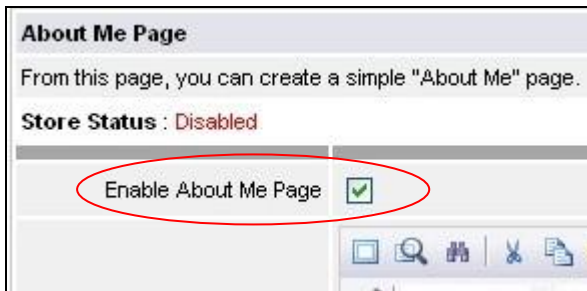 About Me Page
From this page, you can create a simple "About Me" page.
Store Status : Disabled
Enable About Me Page